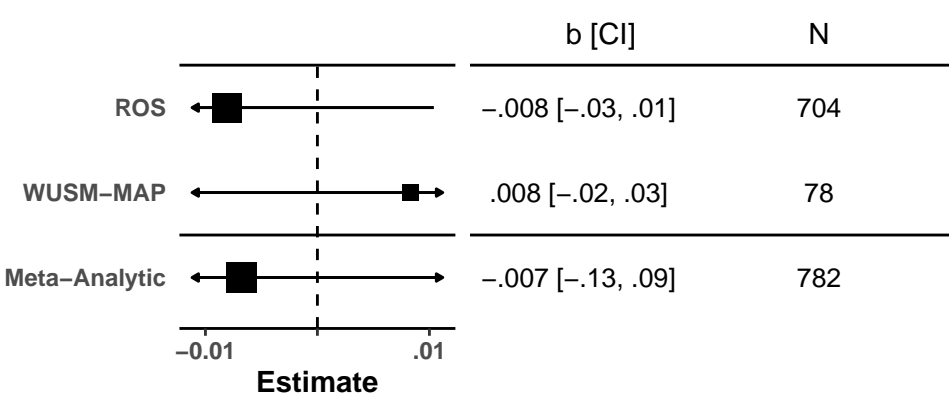 b [CI] N
ROS −.008 [−.03, .01] 704
WUSM−MAP .008 [−.02, .03] 78
Meta−Analytic −.007 [−.13, .09] 782
−0.01 .01
Estimate